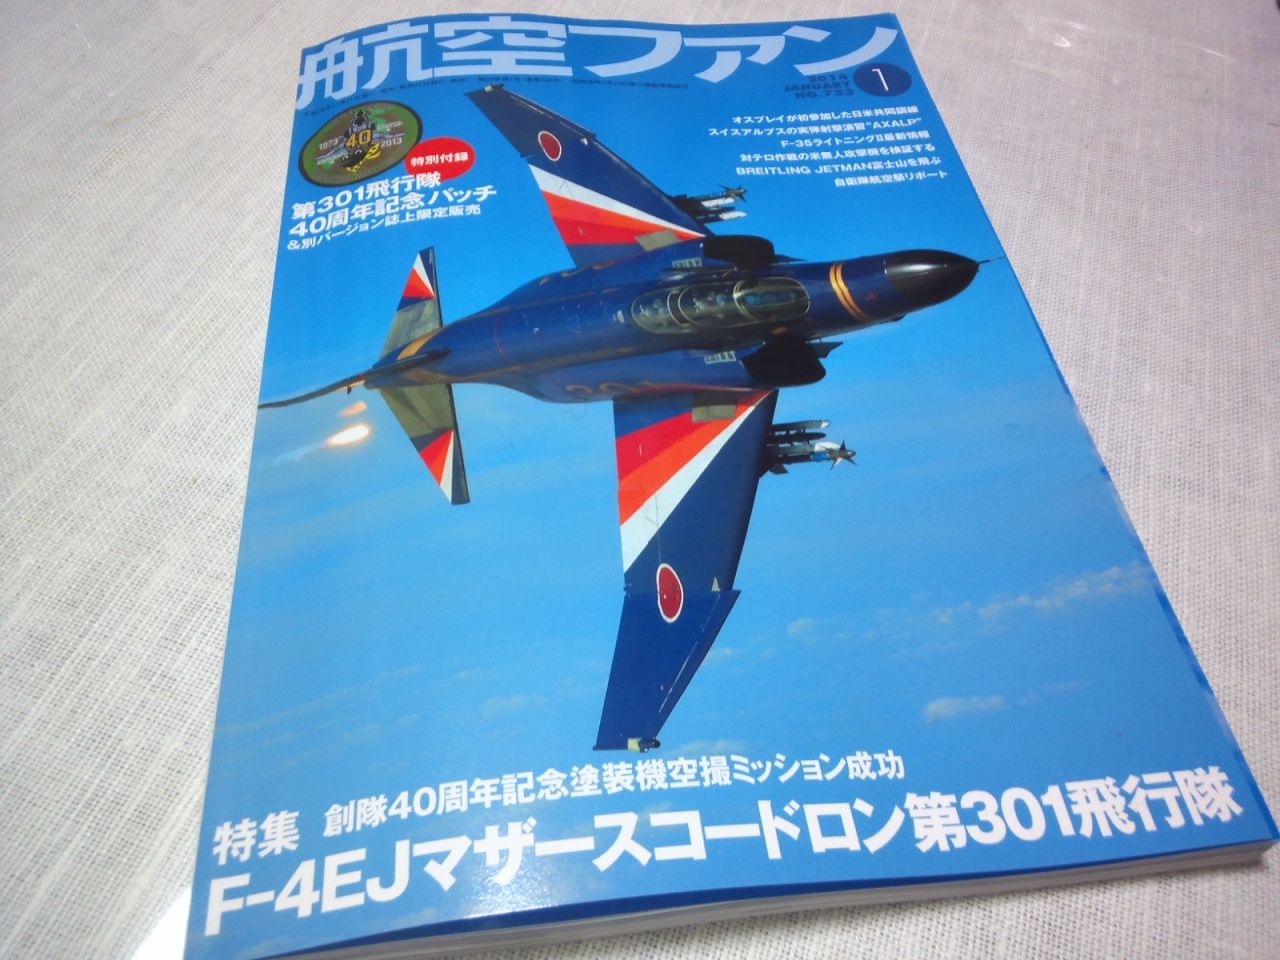 航空ファン
2014
JANUARY
NO.733
1
1973
40
2013
特別付録
第301飛行隊
40周年記念パッチ
&別バージョン誌上限定販売
オスプレイが初参加した日米共同訓練
スイスアルプスの実弾射撃演習"AXALP"
F-35ライトニングII最新情報
対テロ作戦の米無人攻撃機を検証する
BREITLING JETMAN富士山を飛ぶ
自衛隊航空祭リポート
301
特集 創隊40周年記念塗装機空撮ミッション成功
F-4EJマザースコードロン第301飛行隊